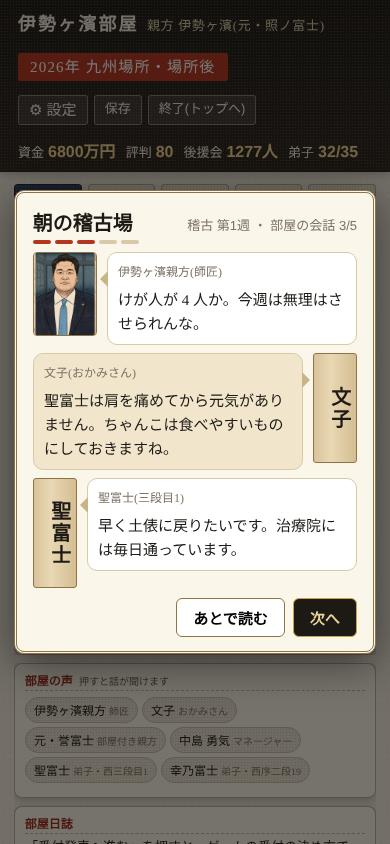 伊勢ヶ濱部屋 親方 伊勢ヶ濱(元・照ノ富士)
2026年 九州場所・場所後
⚙ 設定 保存 終了(トップへ)
資金 6800万円 評判 80 後援会 1277人 弟子 32/35
朝の稽古場 稽古 第1週・部屋の会話 3/5
伊勢ヶ濱親方(師匠)
けが人が 4 人か。今週は無理はさ
せられんな。
文子(おかみさん)
聖富士は肩を痛めてから元気があり
ません。ちゃんこは食べやすいもの
にしておきますね。
文子
聖富士
聖富士(三段目1)
早く土俵に戻りたいです。治療院に
は毎日通っています。
あとで読む 次へ
部屋の声 押すと話が聞けます
伊勢ヶ濱親方 師匠 文子 おかみさん
元・誉富士 部屋付き親方 中島 勇気 マネージャー
聖富士 弟子・西三段目1 幸乃富士 弟子・西序二段19
部屋日誌